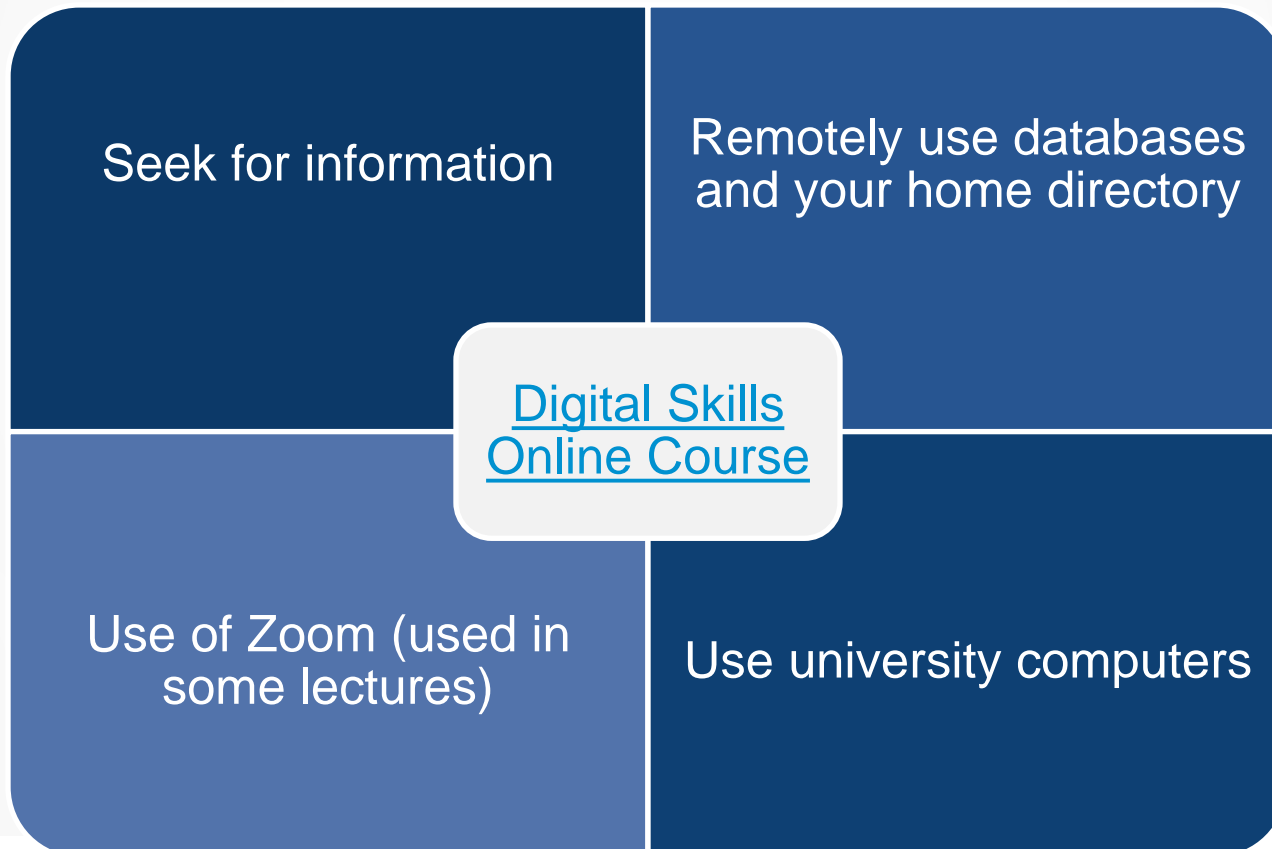 Seek for information
Remotely use databases
and your home directory
Digital Skills
Online Course
Use of Zoom (used in
some lectures)
Use university computers